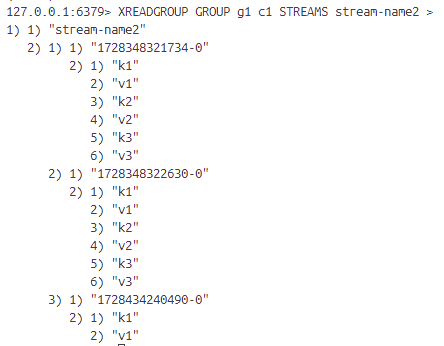 127.0.0.1:6379> XREADGROUP GROUP g1 c1 STREAMS stream-name2 >
1) 1) "stream-name2"
   2) 1) 1) "1728348321734-0"
         2) 1) "k1"
            2) "v1"
            3) "k2"
            4) "v2"
            5) "k3"
            6) "v3"
      2) 1) "1728348322630-0"
         2) 1) "k1"
            2) "v1"
            3) "k2"
            4) "v2"
            5) "k3"
            6) "v3"
      3) 1) "1728434240490-0"
         2) 1) "k1"
            2) "v1"